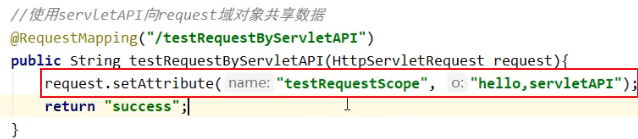 //使用servletAPI向request域对象共享数据
@RequestMapping("/testRequestByServletAPI")
public String testRequestByServletAPI(HttpServletRequest request){
request.setAttribute( name: "testRequestScope", o: "hello,servletAPI");
return "success";
}